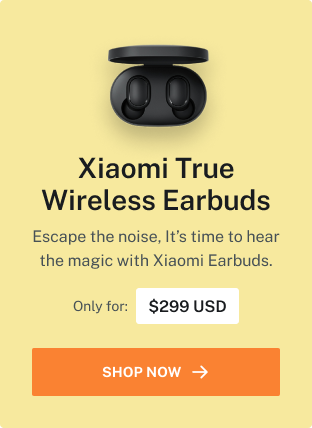 Xiaomi True
Wireless Earbuds
Escape the noise, It’s time to hear
the magic with Xiaomi Earbuds.
Only for: $299 USD
SHOP NOW →